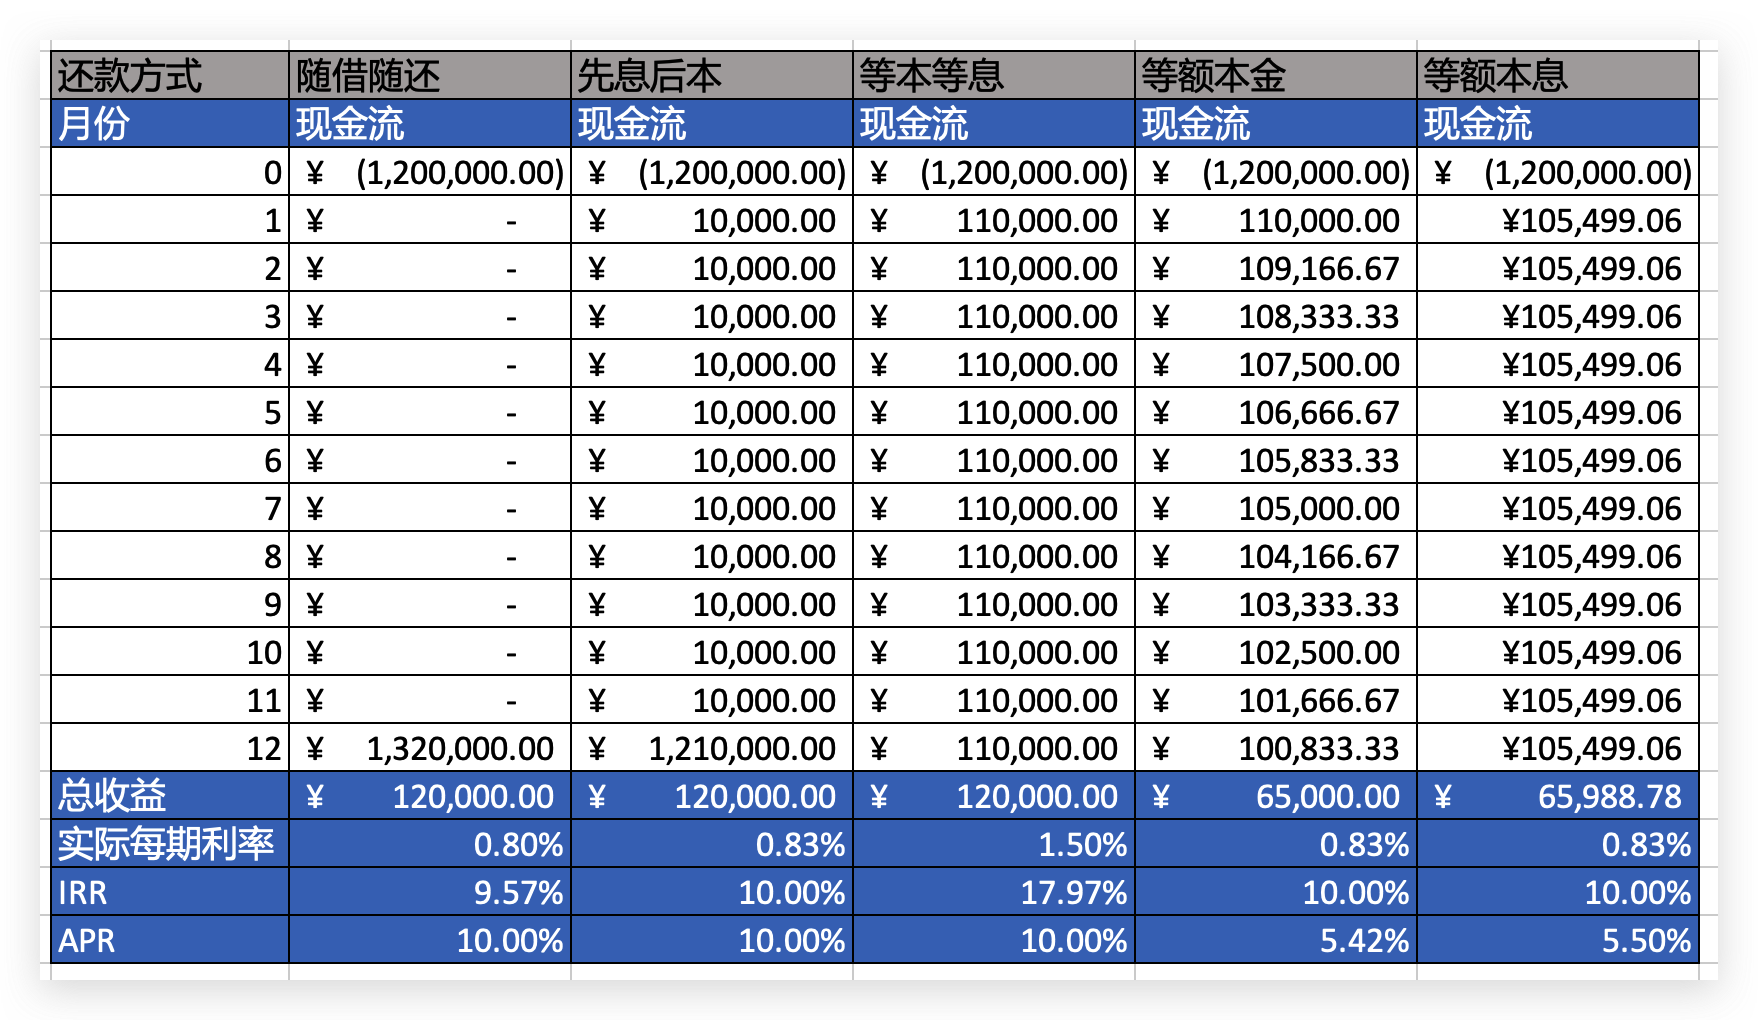 还款方式 随借随还 先息后本 等本等息 等额本金 等额本息
月份 现金流 现金流 现金流 现金流 现金流
0 ¥ (1,200,000.00) ¥ (1,200,000.00) ¥ (1,200,000.00) ¥ (1,200,000.00) ¥ (1,200,000.00)
1 ¥ - ¥ 10,000.00 ¥ 110,000.00 ¥ 110,000.00 ¥105,499.06
2 ¥ - ¥ 10,000.00 ¥ 110,000.00 ¥ 109,166.67 ¥105,499.06
3 ¥ - ¥ 10,000.00 ¥ 110,000.00 ¥ 108,333.33 ¥105,499.06
4 ¥ - ¥ 10,000.00 ¥ 110,000.00 ¥ 107,500.00 ¥105,499.06
5 ¥ - ¥ 10,000.00 ¥ 110,000.00 ¥ 106,666.67 ¥105,499.06
6 ¥ - ¥ 10,000.00 ¥ 110,000.00 ¥ 105,833.33 ¥105,499.06
7 ¥ - ¥ 10,000.00 ¥ 110,000.00 ¥ 105,000.00 ¥105,499.06
8 ¥ - ¥ 10,000.00 ¥ 110,000.00 ¥ 104,166.67 ¥105,499.06
9 ¥ - ¥ 10,000.00 ¥ 110,000.00 ¥ 103,333.33 ¥105,499.06
10 ¥ - ¥ 10,000.00 ¥ 110,000.00 ¥ 102,500.00 ¥105,499.06
11 ¥ - ¥ 10,000.00 ¥ 110,000.00 ¥ 101,666.67 ¥105,499.06
12 ¥ 1,320,000.00 ¥ 1,210,000.00 ¥ 110,000.00 ¥ 100,833.33 ¥105,499.06
总收益 ¥ 120,000.00 ¥ 120,000.00 ¥ 120,000.00 ¥ 65,000.00 ¥ 65,988.78
实际每期利率 0.80% 0.83% 1.50% 0.83% 0.83%
IRR 9.57% 10.00% 17.97% 10.00% 10.00%
APR 10.00% 10.00% 10.00% 5.42% 5.50%